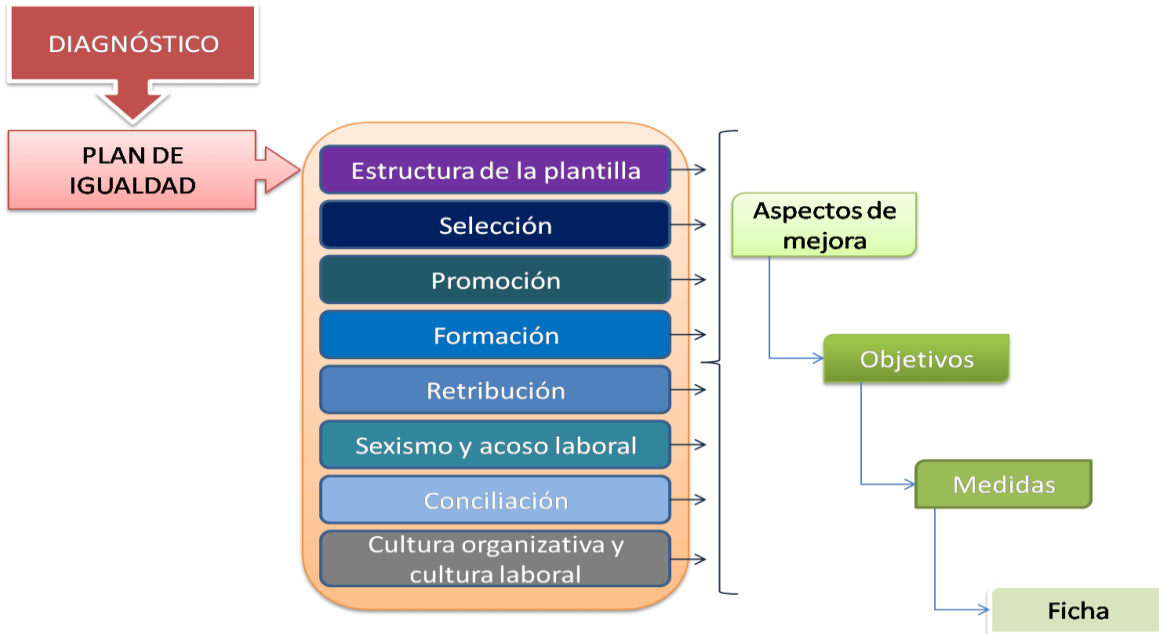 DIAGNÓSTICO
PLAN DE
IGUALDAD
Estructura de la plantilla
Selección
Promoción
Formación
Retribución
Sexismo y acoso laboral
Conciliación
Cultura organizativa y
cultura laboral
Aspectos de
mejora
Objetivos
Medidas
Ficha